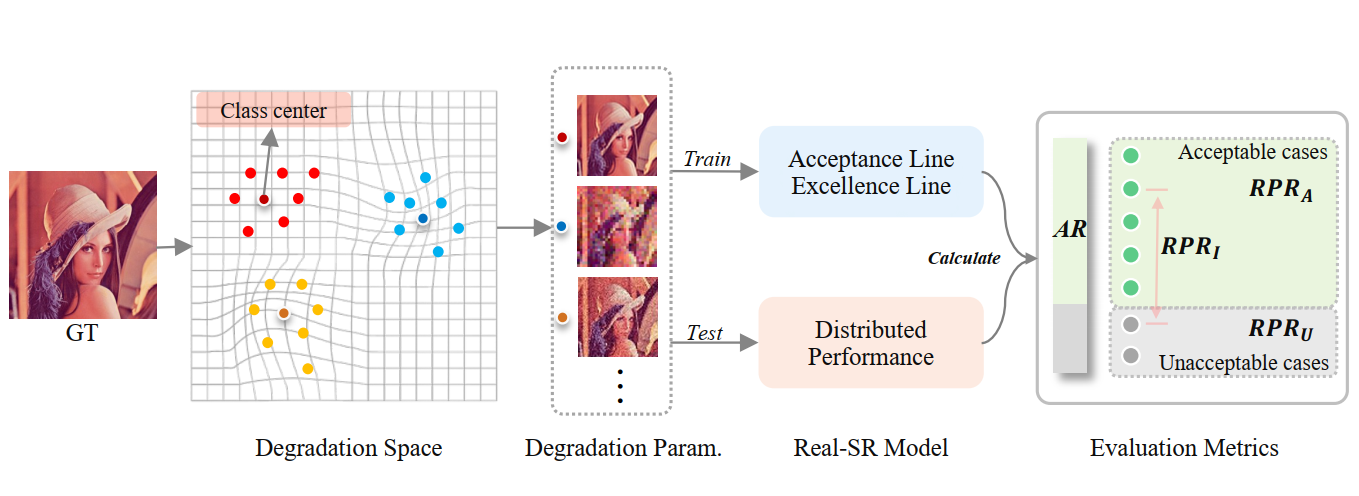 Class center
GT
Train
Test
Acceptance Line
Excellence Line
Distributed
Performance
Calculate
AR
Acceptable cases
RPR_A
RPR_I
RPR_U
Unacceptable cases
Degradation Space
Degradation Param.
Real-SR Model
Evaluation Metrics